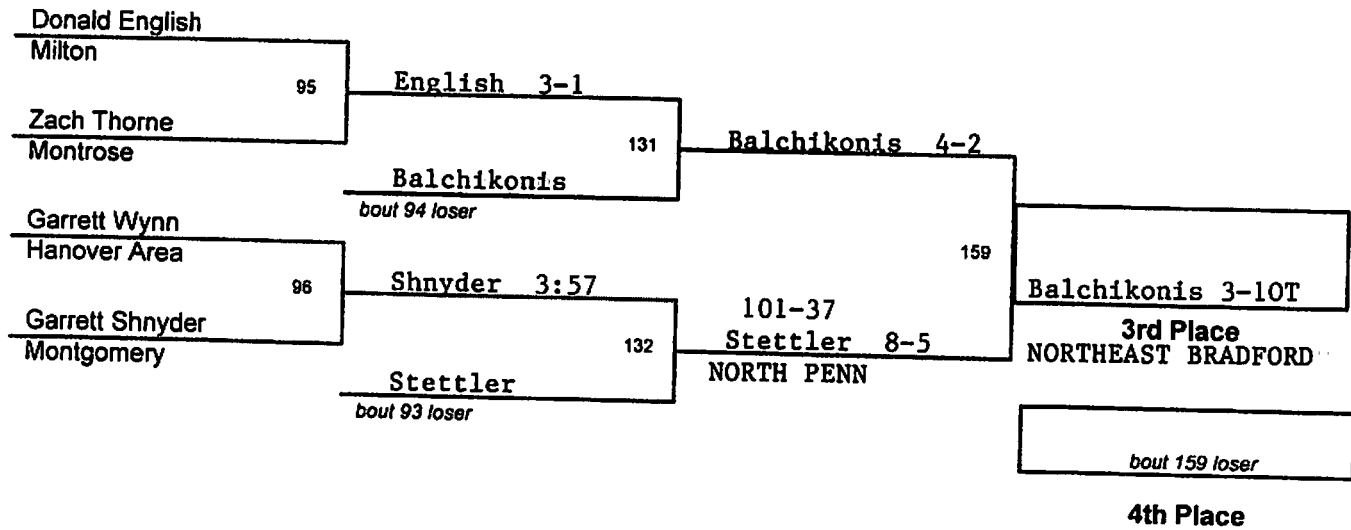 Donald English
Milton
95
English 3-1
Zach Thorne
Montrose
131
Balchikonis 4-2
Balchikonis
bout 94 loser
Garrett Wynn
Hanover Area
159
96
Shnyder 3:57
Balchikonis 3-1OT
3rd Place
NORTHEAST BRADFORD
Garrett Shnyder
Montgomery
132
101-37
Stettler 8-5
NORTH PENN
Stettler
bout 93 loser
bout 159 loser
4th Place